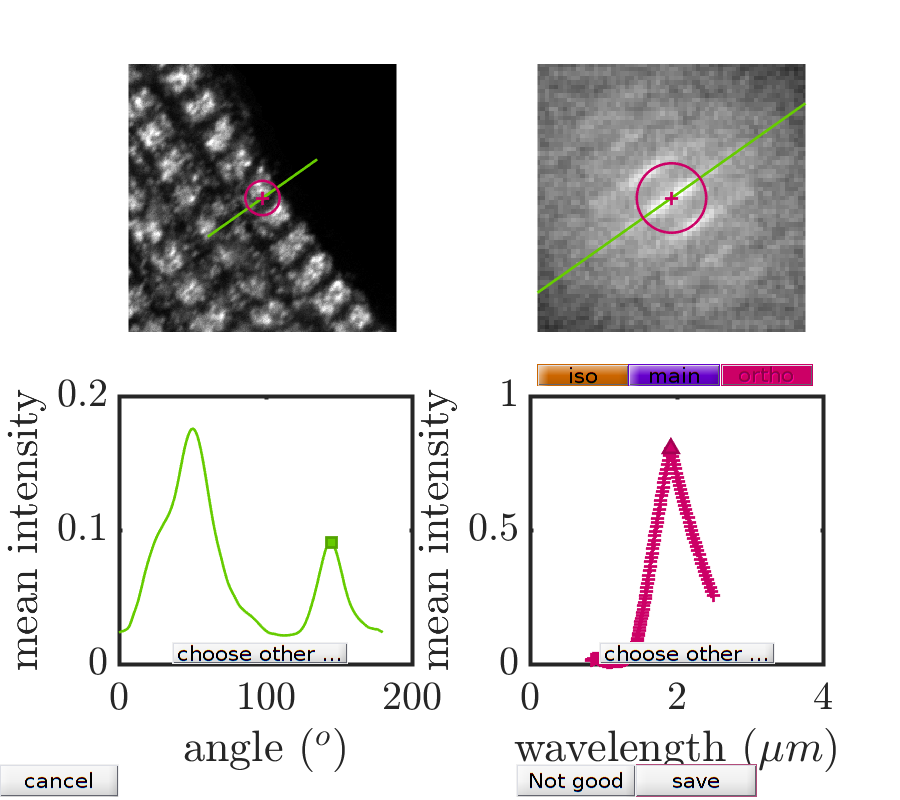 iso main ortho
0.2
0.1
0
mean intensity
choose other ...
0 100 200
angle (o)
1
0.5
0
mean intensity
choose other ...
0 2 4
wavelength (μm)
cancel Not good save